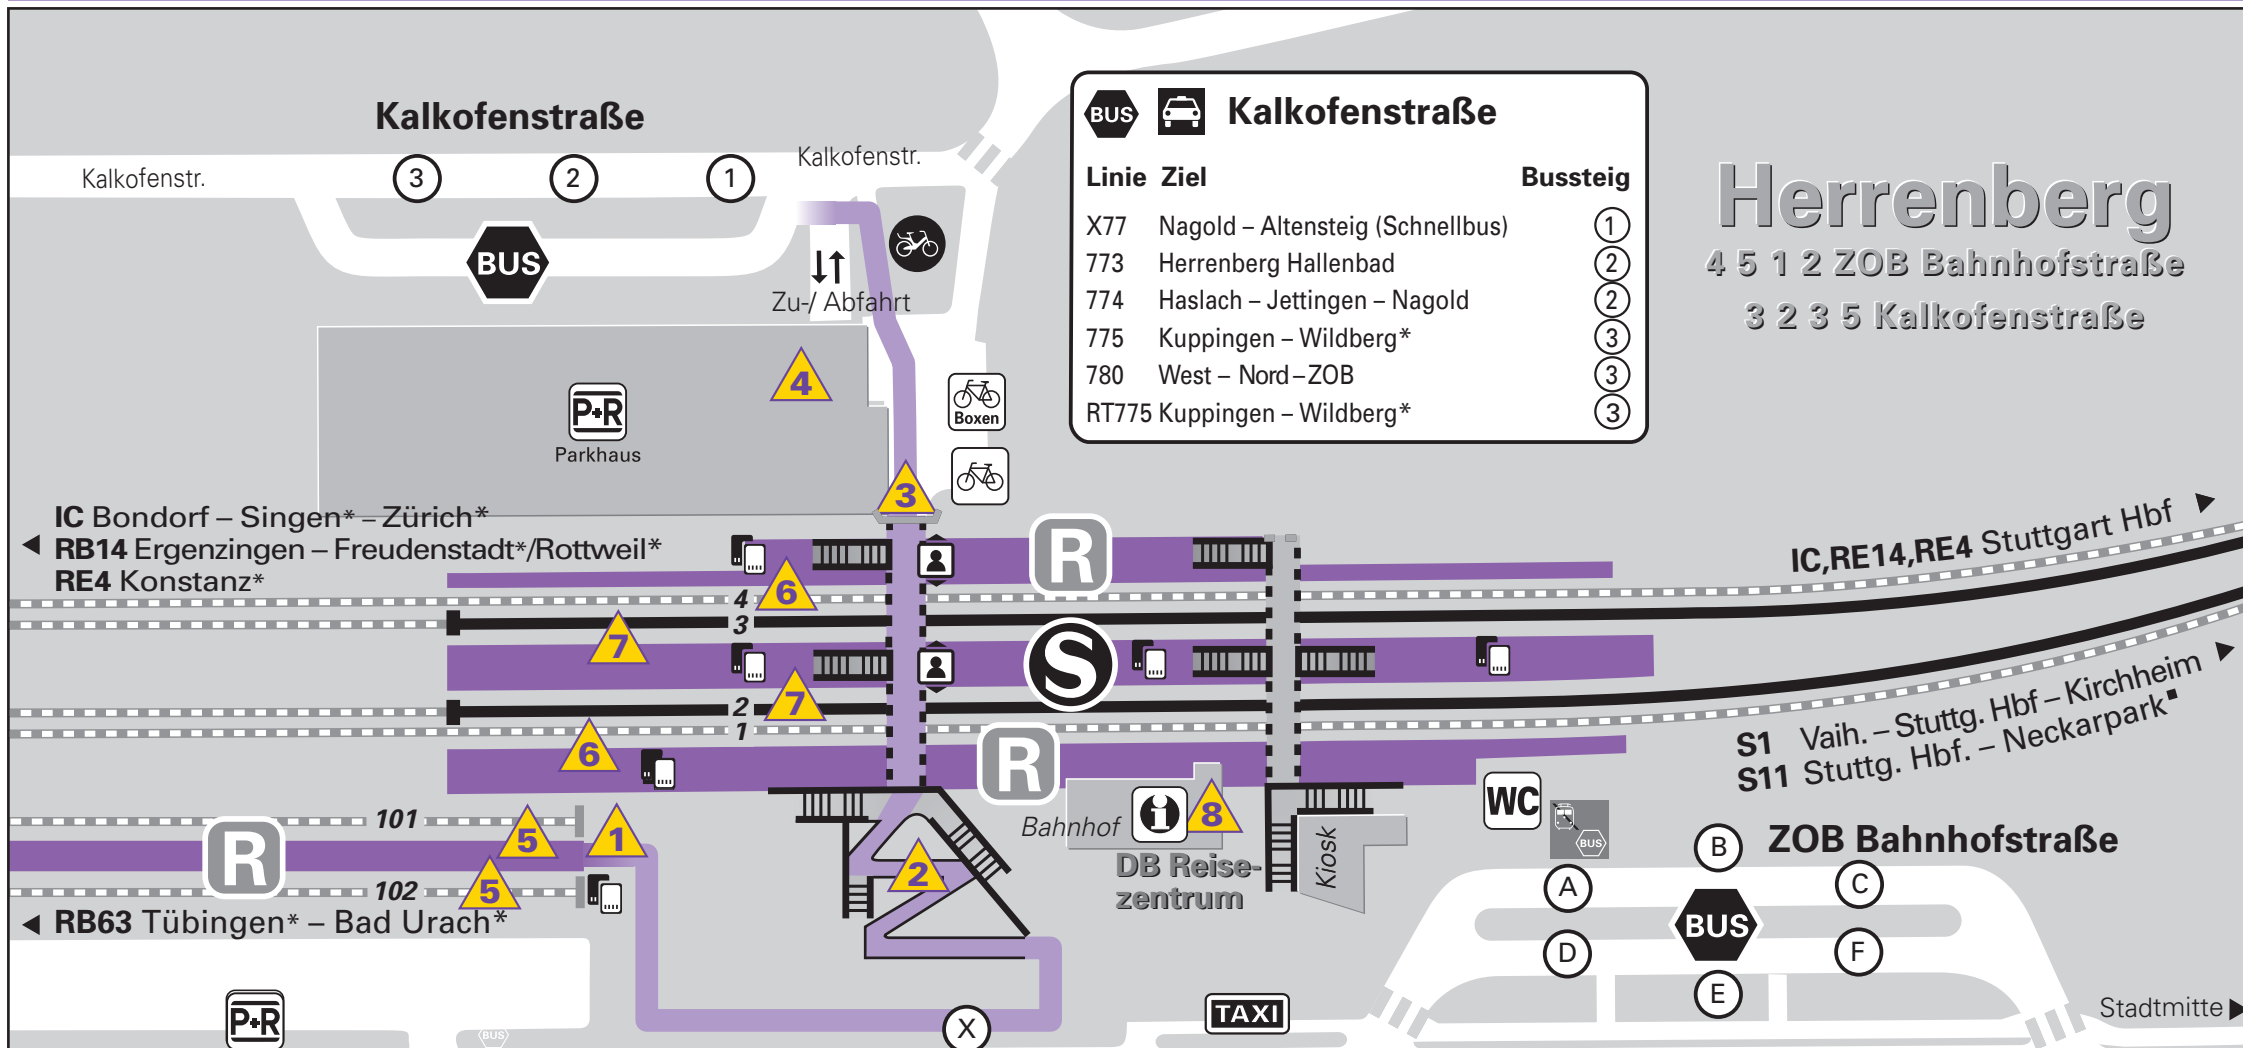 Kalkofenstraße
Kalkofenstr.
3
2
1
Kalkofenstr.
BUS
Zu-/ Abfahrt
BUS Kalkofenstraße
Linie Ziel Bussteig
X77 Nagold – Altensteig (Schnellbus) 1
773 Herrenberg Hallenbad 2
774 Haslach – Jettingen – Nagold 2
775 Kuppingen – Wildberg* 3
780 West – Nord – ZOB 3
RT775 Kuppingen – Wildberg* 3
Herrenberg
4 5 1 2 ZOB Bahnhofstraße
3 2 3 5 Kalkofenstraße
4
P+R
Parkhaus
Boxen
3
IC Bondorf – Singen* – Zürich*
RB14 Ergenzingen – Freudenstadt*/Rottweil*
RE4 Konstanz*
IC,RE14,RE4 Stuttgart Hbf
R
6
4
3
7
S
7
2
1
6
R
S1 Vaih. – Stuttg. Hbf – Kirchheim
S11 Stuttg. Hbf. – Neckarpark▪
101
R
5
1
5
102
RB63 Tübingen* – Bad Urach*
2
Bahnhof
i
8
DB Reise-
zentrum
Kiosk
WC
BUS
ZOB Bahnhofstraße
A
B
C
BUS
D
E
F
P+R
BUS
X
TAXI
Stadtmitte